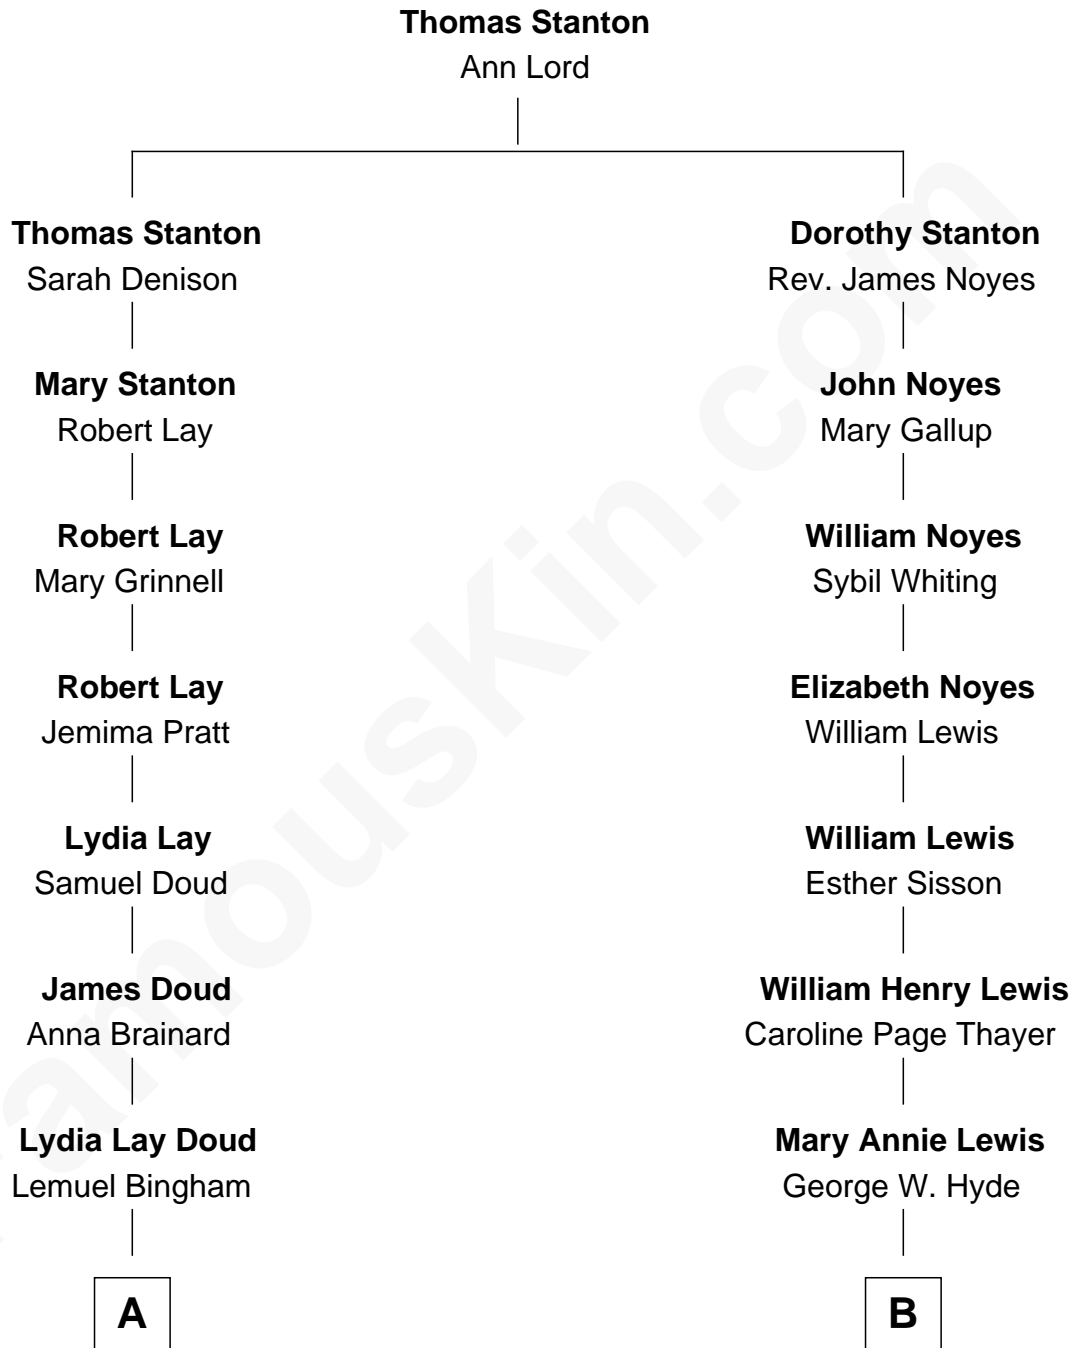 Thomas Stanton
Ann Lord
Thomas Stanton
Sarah Denison
Dorothy Stanton
Rev. James Noyes
Mary Stanton
Robert Lay
John Noyes
Mary Gallup
Robert Lay
Mary Grinnell
William Noyes
Sybil Whiting
Robert Lay
Jemima Pratt
Elizabeth Noyes
William Lewis
Lydia Lay
Samuel Doud
William Lewis
Esther Sisson
James Doud
Anna Brainard
William Henry Lewis
Caroline Page Thayer
Lydia Lay Doud
Lemuel Bingham
Mary Annie Lewis
George W. Hyde
A
B
FamousKin.com